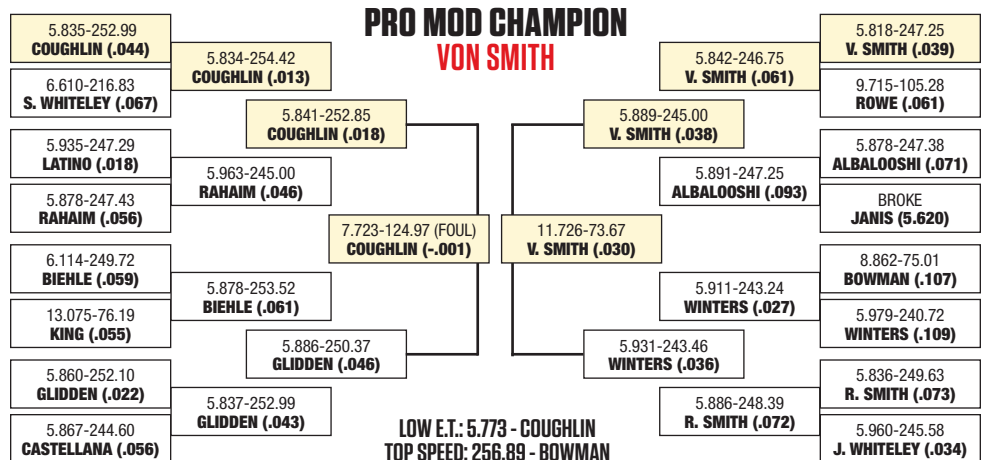 PRO MOD CHAMPION
VON SMITH
5.835-252.99
COUGHLIN (.044)
6.610-216.83
S. WHITELEY (.067)
5.935-247.29
LATINO (.018)
5.878-247.43
RAHAIM (.056)
6.114-249.72
BIEHLE (.059)
13.075-76.19
KING (.055)
5.860-252.10
GLIDDEN (.022)
5.867-244.60
CASTELLANA (.056)
5.834-254.42
COUGHLIN (.013)
5.963-245.00
RAHAIM (.046)
5.878-253.52
BIEHLE (.061)
5.837-252.99
GLIDDEN (.043)
5.841-252.85
COUGHLIN (.018)
5.886-250.37
GLIDDEN (.046)
7.723-124.97 (FOUL)
COUGHLIN (-.001)
11.726-73.67
V. SMITH (.030)
5.889-245.00
V. SMITH (.038)
5.931-243.46
WINTERS (.036)
5.842-246.75
V. SMITH (.061)
5.891-247.25
ALBALOOSHI (.093)
5.911-243.24
WINTERS (.027)
5.886-248.39
R. SMITH (.072)
5.818-247.25
V. SMITH (.039)
9.715-105.28
ROWE (.061)
5.878-247.38
ALBALOOSHI (.071)
BROKE
JANIS (5.620)
8.862-75.01
BOWMAN (.107)
5.979-240.72
WINTERS (.109)
5.836-249.63
R. SMITH (.073)
5.960-245.58
J. WHITELEY (.034)
LOW E.T.: 5.773 - COUGHLIN
TOP SPEED: 256.89 - BOWMAN